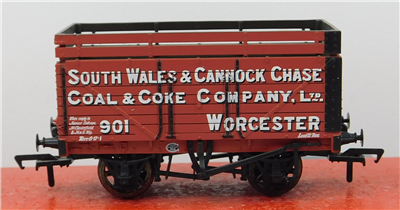 SOUTH WALES & CANNOCK CHASE
COAL & COKE COMPANY, LTD.
901 WORCESTER